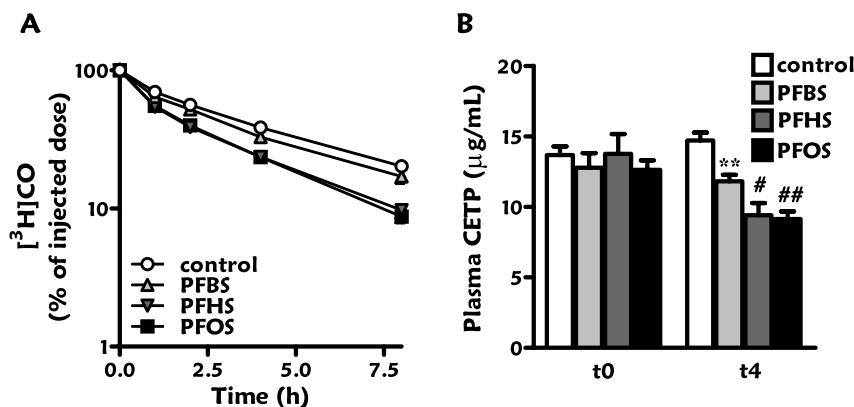 A
[³H]CO
(% of injected dose)
100
10
1
control
PFBS
PFHS
PFOS
0.0
2.5
5.0
7.5
Time (h)
B
Plasma CETP (μg/mL)
20
15
10
5
0
control
PFBS
PFHS
PFOS
**
#
##
t0
t4